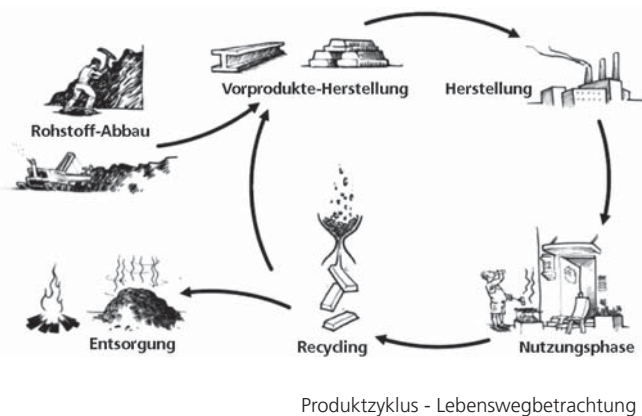 Vorprodukte-Herstellung
Herstellung
Rohstoff-Abbau
Entsorgung
Recycling
Nutzungsphase
Produktzyklus - Lebenswegbetrachtung